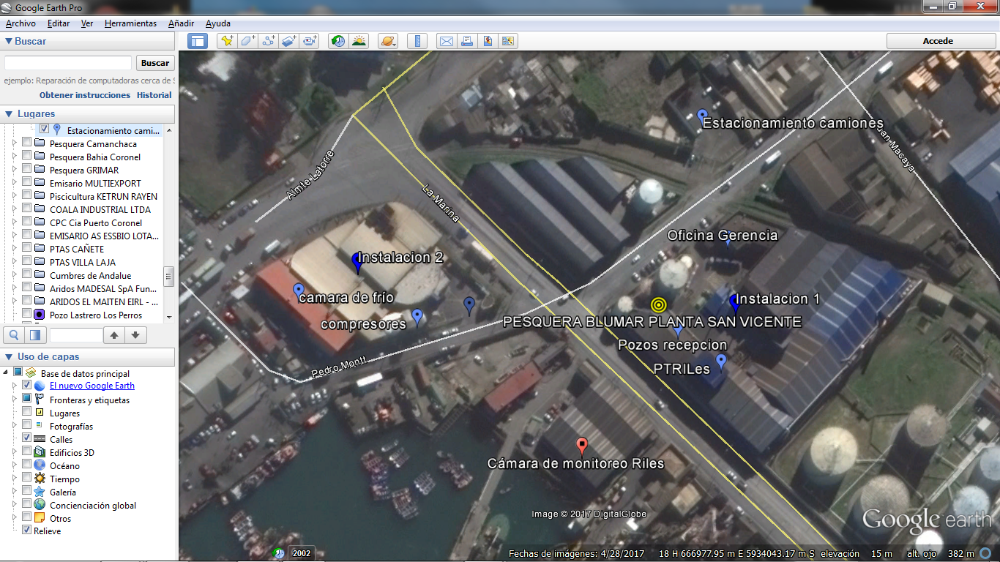 Google Earth Pro
Archivo Editar Ver Herramientas Añadir Ayuda
Buscar
Accede
Buscar
ejemplo: Reparación de computadoras cerca de S
Obtener instrucciones Historial
Lugares
Estacionamiento cami...
Pesquera Camanchaca
Pesquera Bahia Coronel
Pesquera GRIMAR
Emisario MULTIEXPORT
Piscicultura KETRUN RAYEN
COALA INDUSTRIAL LTDA
CPC Cia Puerto Coronel
EMISARIO AS ESSBIO LOTA...
PTAS CAÑETE
PTAS VILLA LAJA
Cumbres de Andalue
Aridos MADESAL SpA Fun...
ARIDOS EL MAITEN EIRL - ...
Pozo Lastrero Los Perros
Uso de capas
Base de datos principal
El nuevo Google Earth
Fronteras y etiquetas
Lugares
Fotografías
Calles
Edificios 3D
Océano
Tiempo
Galería
Concienciación global
Otros
Relieve
Estacionamiento camiones
an Macaya
Almte Latorre
La Marina
Oficina Gerencia
Instalacion 2
camara de frío
Instalacion 1
compresores
PESQUERA BLUMAR PLANTA SAN VICENTE
Pozos recepcion
PTRILes
Pedro Montt
Cámara de monitoreo Riles
Image © 2017 DigitalGlobe
Google earth
2002
Fechas de imágenes: 4/28/2017 18 H 666977.95 m E 5934043.17 m S elevación 15 m alt. ojo 382 m